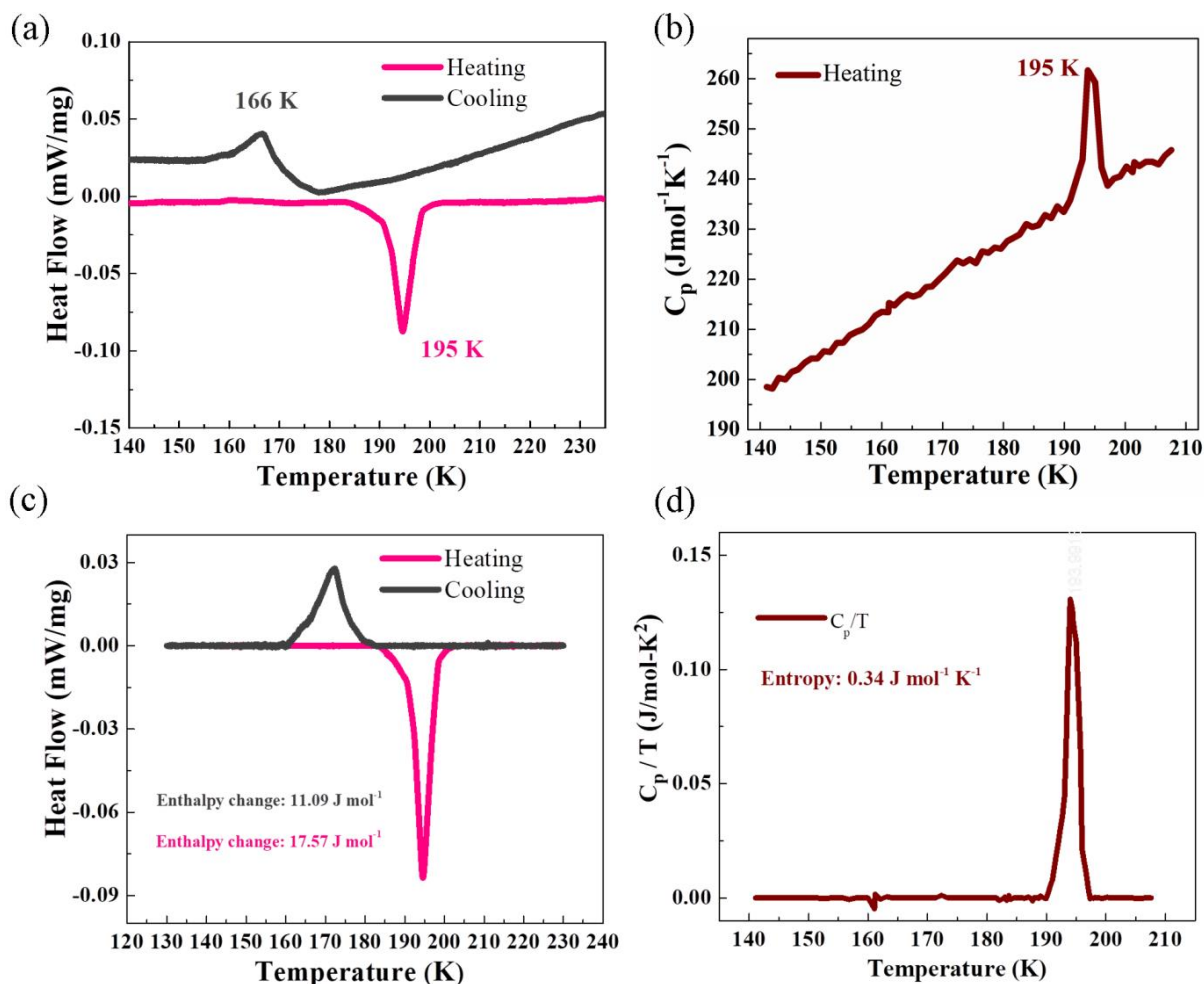 (a)
0.10
0.05
0.00
-0.05
-0.10
-0.15
Heat Flow (mW/mg)
Heating
Cooling
166 K
195 K
140 150 160 170 180 190 200 210 220 230
Temperature (K)
(b)
260
250
240
230
220
210
200
190
Cp (Jmol-1K-1)
Heating
195 K
140 150 160 170 180 190 200 210
Temperature (K)
(c)
0.03
0.00
-0.03
-0.06
-0.09
Heat Flow (mW/mg)
Heating
Cooling
Enthalpy change: 11.09 J mol-1
Enthalpy change: 17.57 J mol-1
120 130 140 150 160 170 180 190 200 210 220 230 240
Temperature (K)
(d)
0.15
0.10
0.05
0.00
Cp / T (J/mol-K2)
Cp/T
Entropy: 0.34 J mol-1 K-1
140 150 160 170 180 190 200 210
Temperature (K)